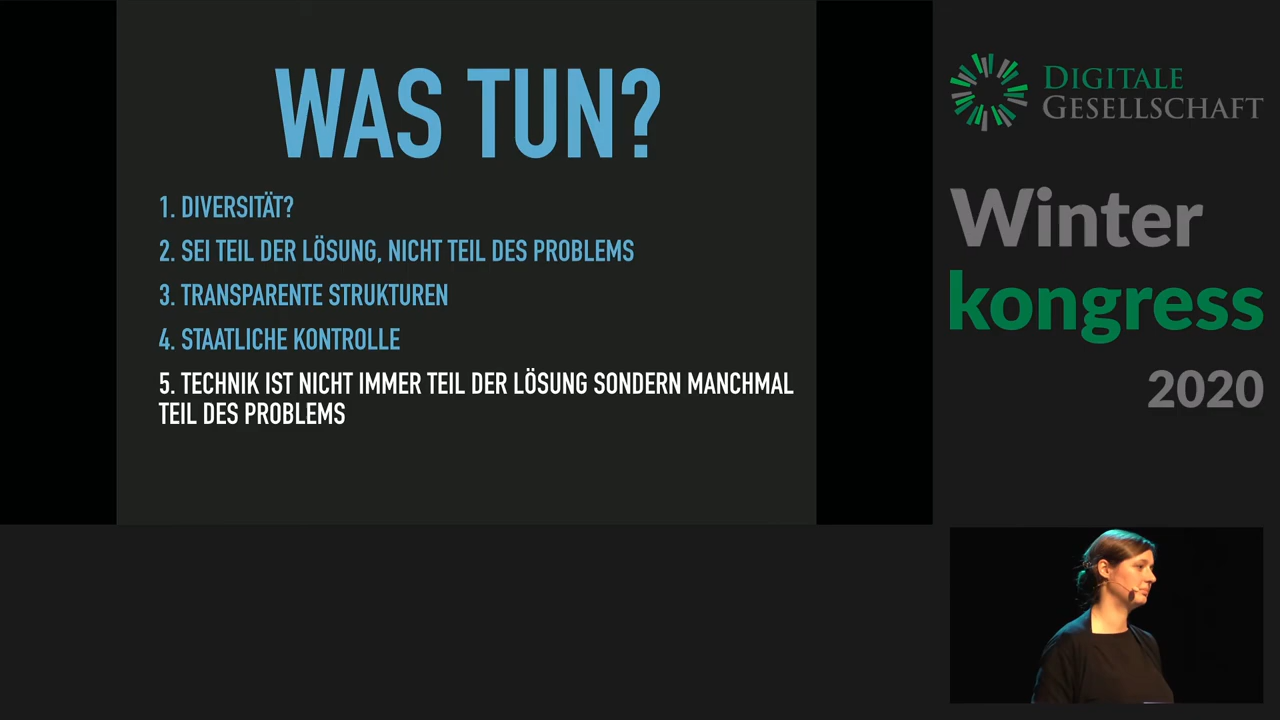 WAS TUN?
1. DIVERSITÄT?
2. SEI TEIL DER LÖSUNG, NICHT TEIL DES PROBLEMS
3. TRANSPARENTE STRUKTUREN
4. STAATLICHE KONTROLLE
5. TECHNIK IST NICHT IMMER TEIL DER LÖSUNG SONDERN MANCHMAL
TEIL DES PROBLEMS
DIGITALE
GESELLSCHAFT
Winter
kongress
2020